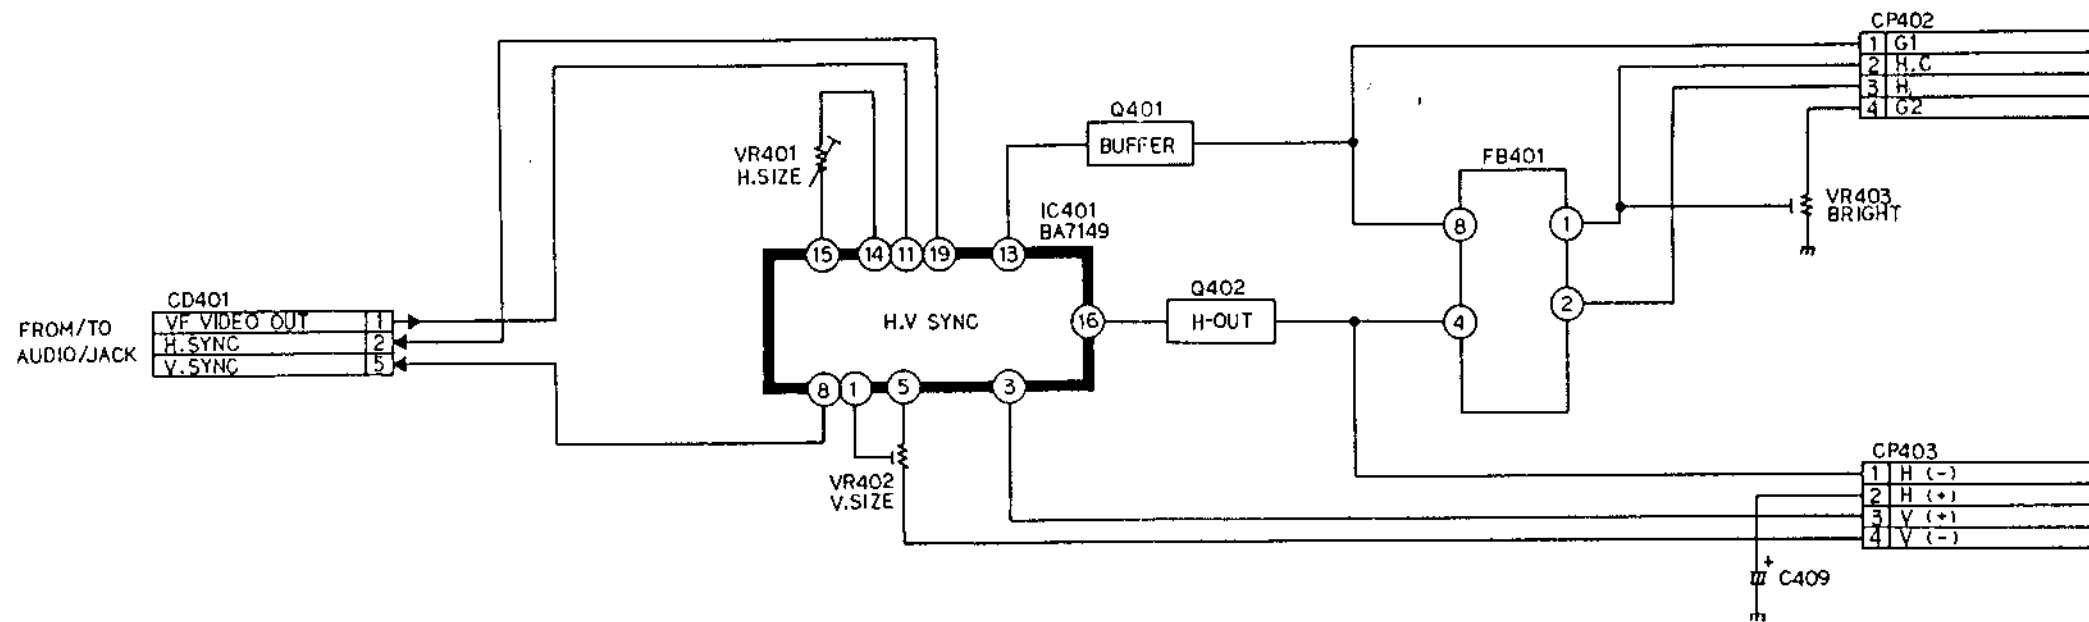 CP402
1 G1
2 H.C
3 H
4 G2
Q401
BUFFER
VR401
H.SIZE
FB401
8
1
VR403
BRIGHT
IC401
BA7149
15
14
11
19
13
Q402
H-OUT
2
4
CD401
FROM/TO
AUDIO/JACK
VF VIDEO OUT 1
H.SYNC 2
V.SYNC 5
H.V SYNC
16
8
1
5
3
VR402
V.SIZE
CP403
1 H (-)
2 H (+)
3 V (+)
4 V (-)
+
C409